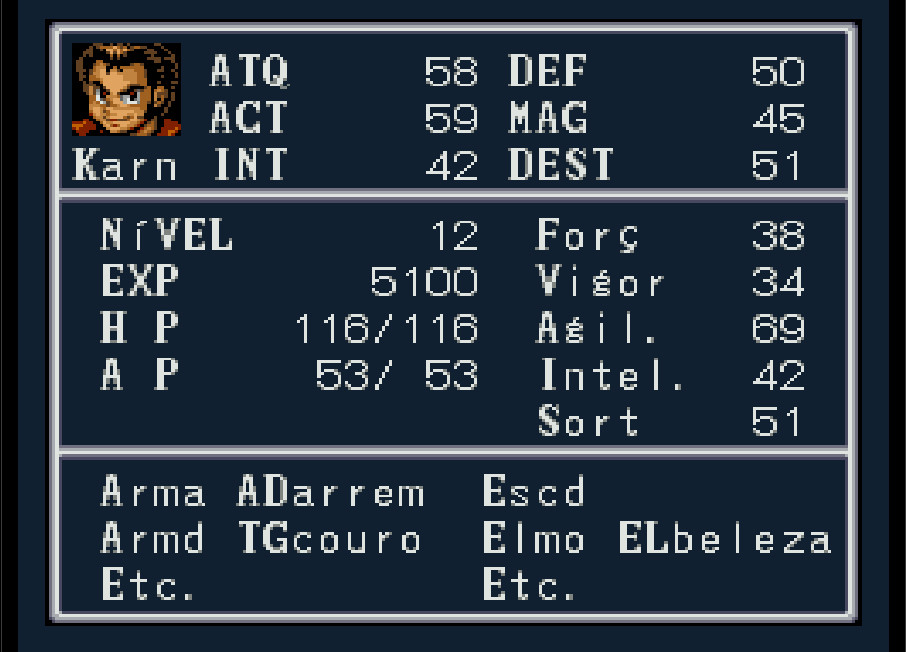 ATQ 58 DEF 50
ACT 59 MAG 45
Karn INT 42 DEST 51
NíVEL 12 Forç 38
EXP 5100 Vigor 34
H P 116/116 Agil. 69
A P 53/ 53 Intel. 42
Sort 51
Arma ADarrem Escd
Armd TGcouro Elmo ELbeleza
Etc. Etc.